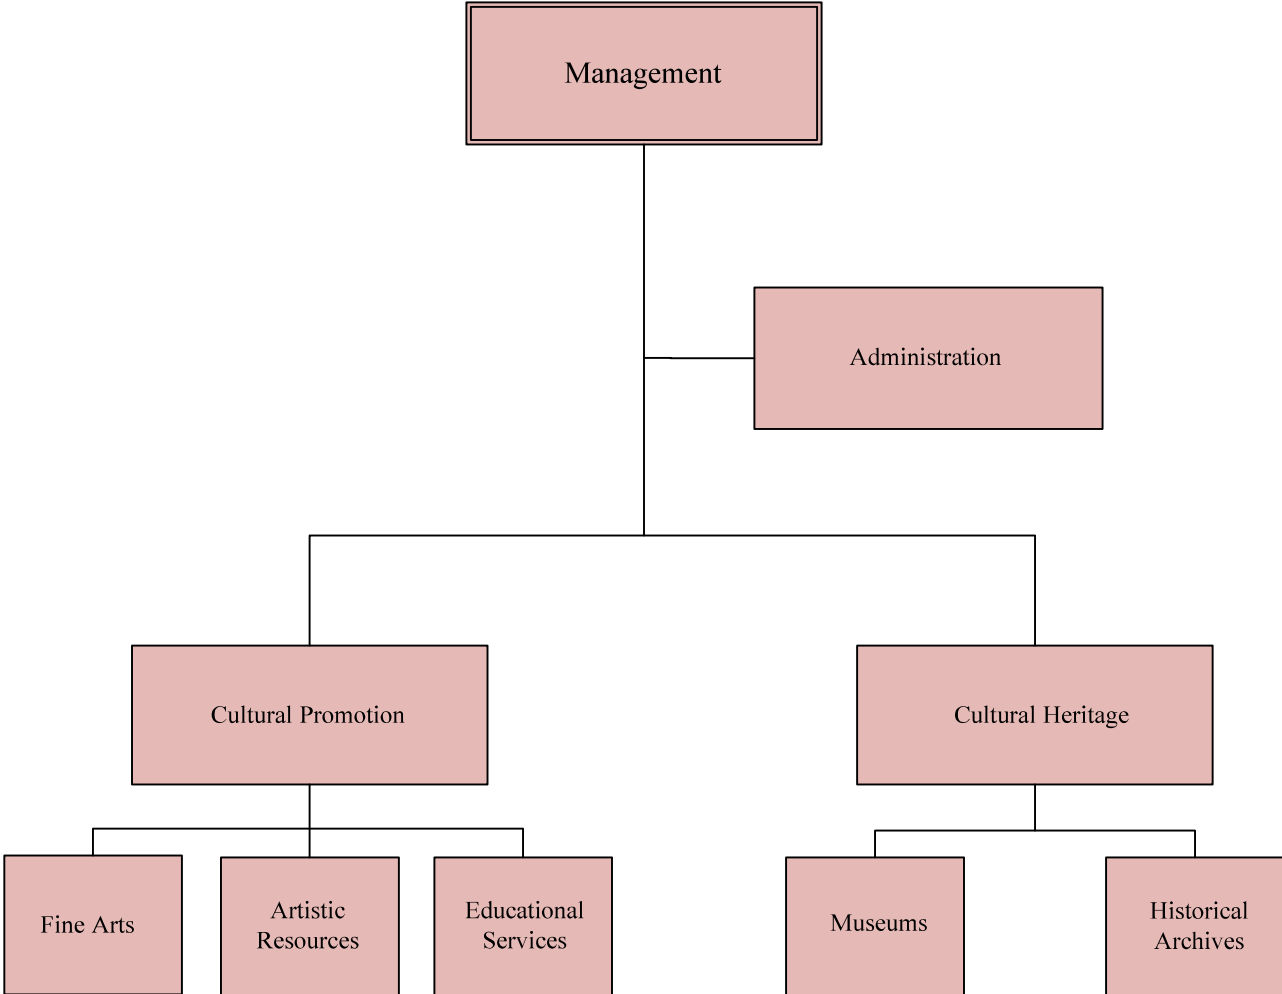 Management
Administration
Cultural Promotion
Cultural Heritage
Fine Arts
Artistic
Resources
Educational
Services
Museums
Historical
Archives